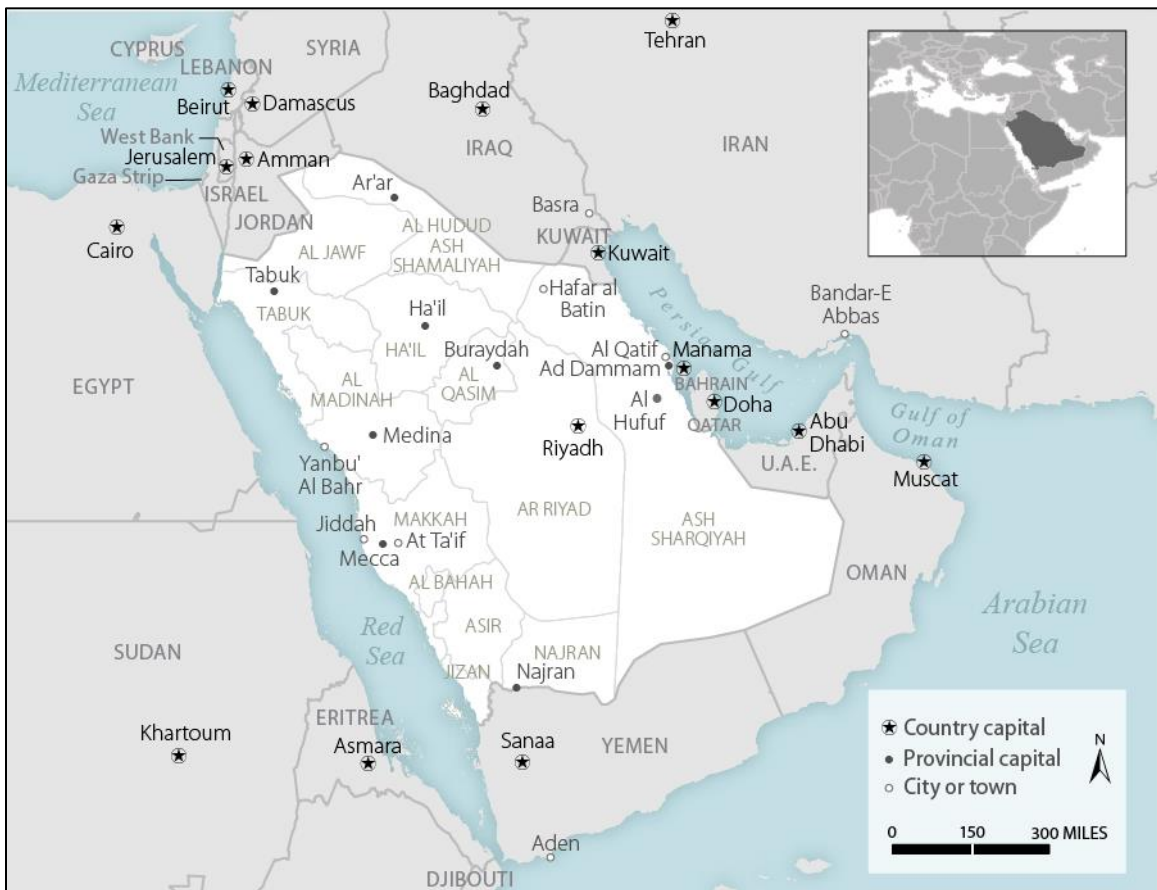 CYPRUS
SYRIA
Tehran
LEBANON
Mediterranean
Sea
Beirut
Damascus
Baghdad
West Bank
Jerusalem
Amman
IRAQ
IRAN
Gaza Strip
ISRAEL
Ar'ar
JORDAN
Basra
Cairo
AL HUDUD
ASH
SHAMALIYAH
AL JAWF
KUWAIT
Kuwait
Tabuk
Hafar al
Batin
Bandar-E
Abbas
TABUK
Ha'il
Persian Gulf
HA'IL
Buraydah
Al Qatif
Manama
Ad Dammam
EGYPT
AL
MADINAH
AL
QASIM
BAHRAIN
Al
Hufuf
Doha
QATAR
Abu
Dhabi
Gulf of
Oman
Medina
Riyadh
U.A.E.
Muscat
Yanbu'
Al Bahr
Jiddah
MAKKAH
AR RIYAD
ASH
SHARQIYAH
At Ta'if
Mecca
AL BAHAH
OMAN
Arabian
Sea
Red
Sea
ASIR
SUDAN
NAJRAN
JIZAN
Najran
ERITREA
Khartoum
Asmara
Sanaa
YEMEN
Aden
DJIBOUTI
Country capital
Provincial capital
City or town
N
0 150 300 MILES